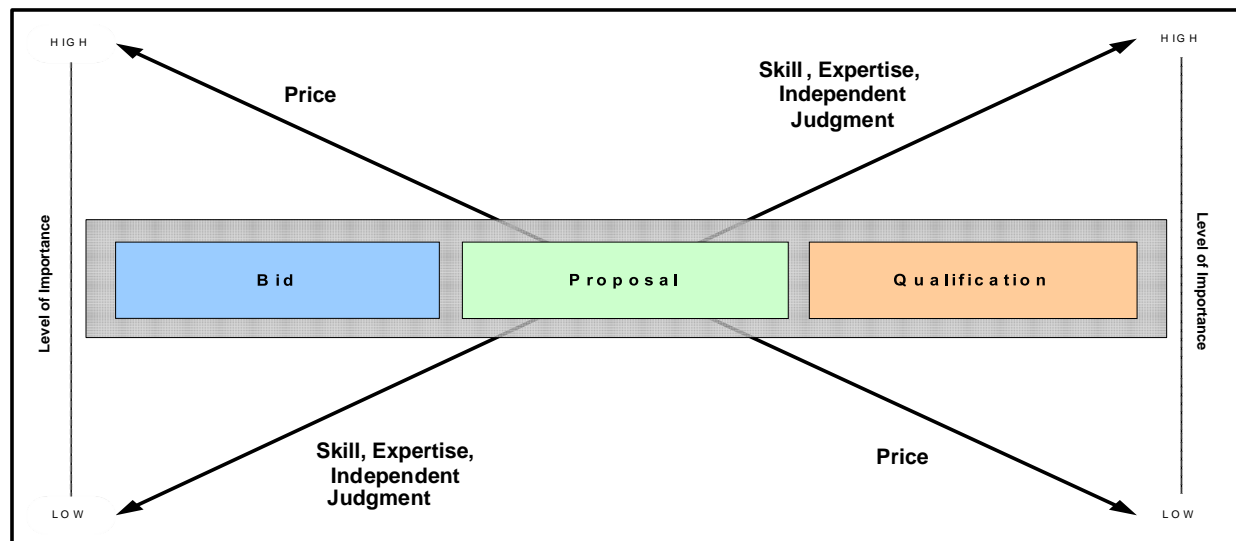 HIGH
HIGH
Price
Skill, Expertise,
Independent
Judgment
Level of Importance
Bid
Proposal
Qualification
Level of Importance
Skill, Expertise,
Independent
Judgment
Price
LOW
LOW